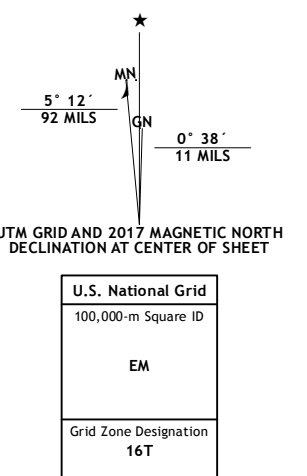 ★
MN
5° 12´
92 MILS
GN
0° 38´
11 MILS
UTM GRID AND 2017 MAGNETIC NORTH
DECLINATION AT CENTER OF SHEET
U.S. National Grid
100,000-m Square ID
EM
Grid Zone Designation
16T